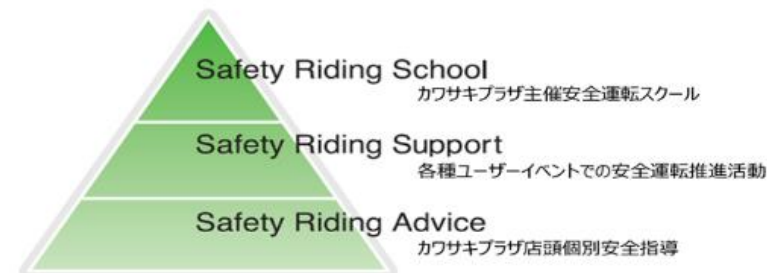 Safety Riding School
カワサキプラザ主催安全運転スクール
Safety Riding Support
各種ユーザーイベントでの安全運転推進活動
Safety Riding Advice
カワサキプラザ店頭個別安全指導